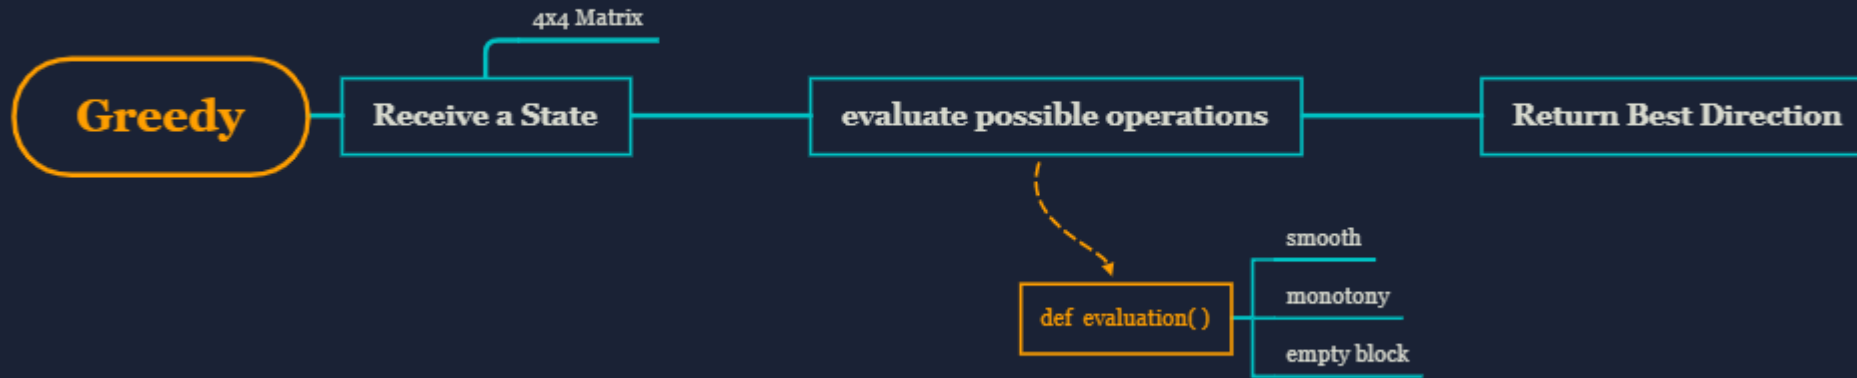 4x4 Matrix
Greedy
Receive a State
evaluate possible operations
Return Best Direction
smooth
monotony
def evaluation( )
empty block